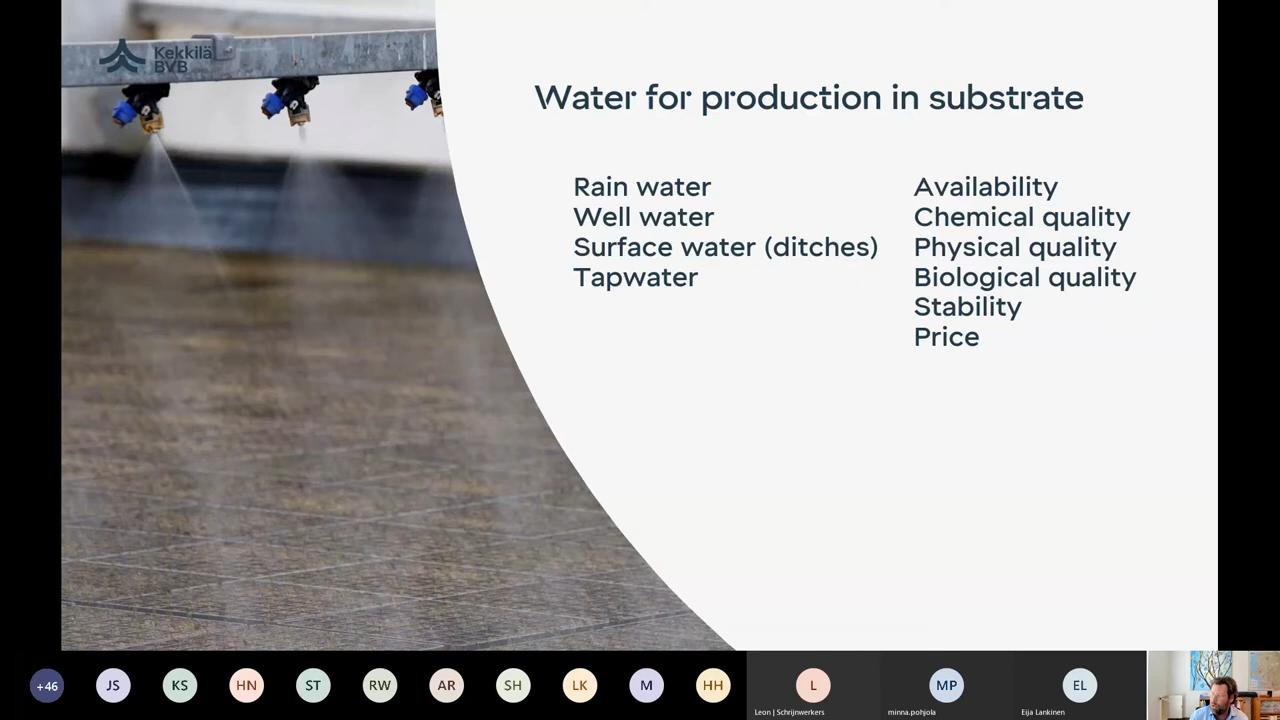 Kekkilä
BVB
Water for production in substrate
Rain water
Well water
Surface water (ditches)
Tapwater
Availability
Chemical quality
Physical quality
Biological quality
Stability
Price
+46
JS
KS
HN
ST
RW
AR
SH
LK
M
HH
L
MP
EL
Leon | Schrijnwerkers
minna.pohjola
Eija Lankinen